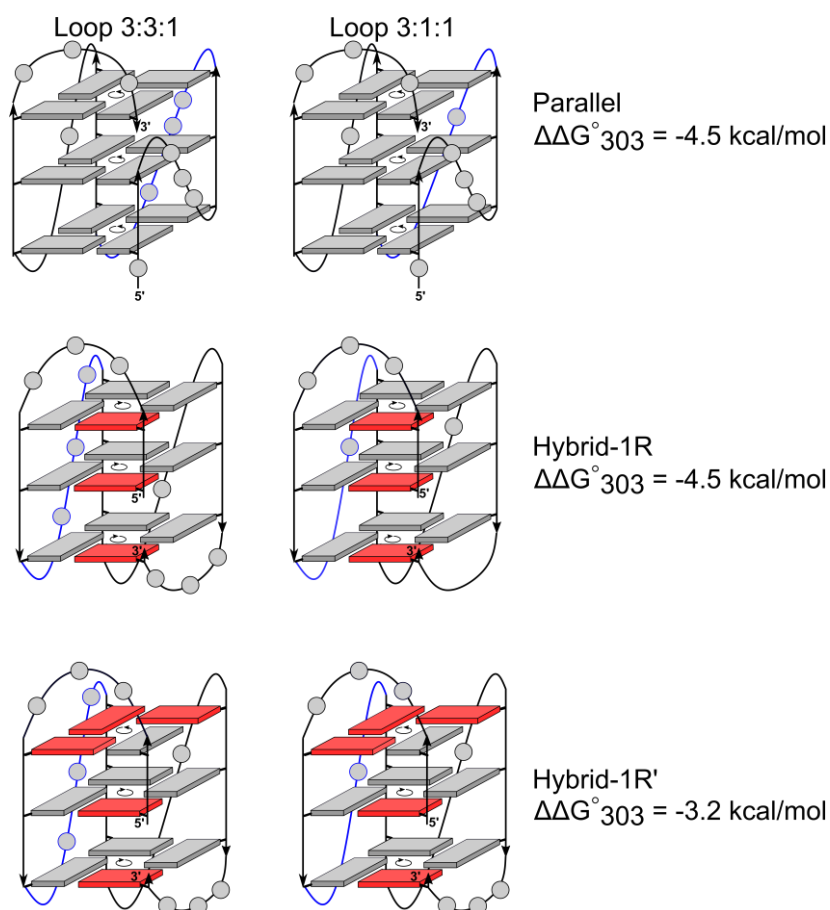 Loop 3:3:1
Loop 3:1:1
3'
3'
5'
5'
Parallel
ΔΔG°303 = -4.5 kcal/mol
5'
5'
3'
3'
Hybrid-1R
ΔΔG°303 = -4.5 kcal/mol
5'
5'
3'
3'
Hybrid-1R'
ΔΔG°303 = -3.2 kcal/mol